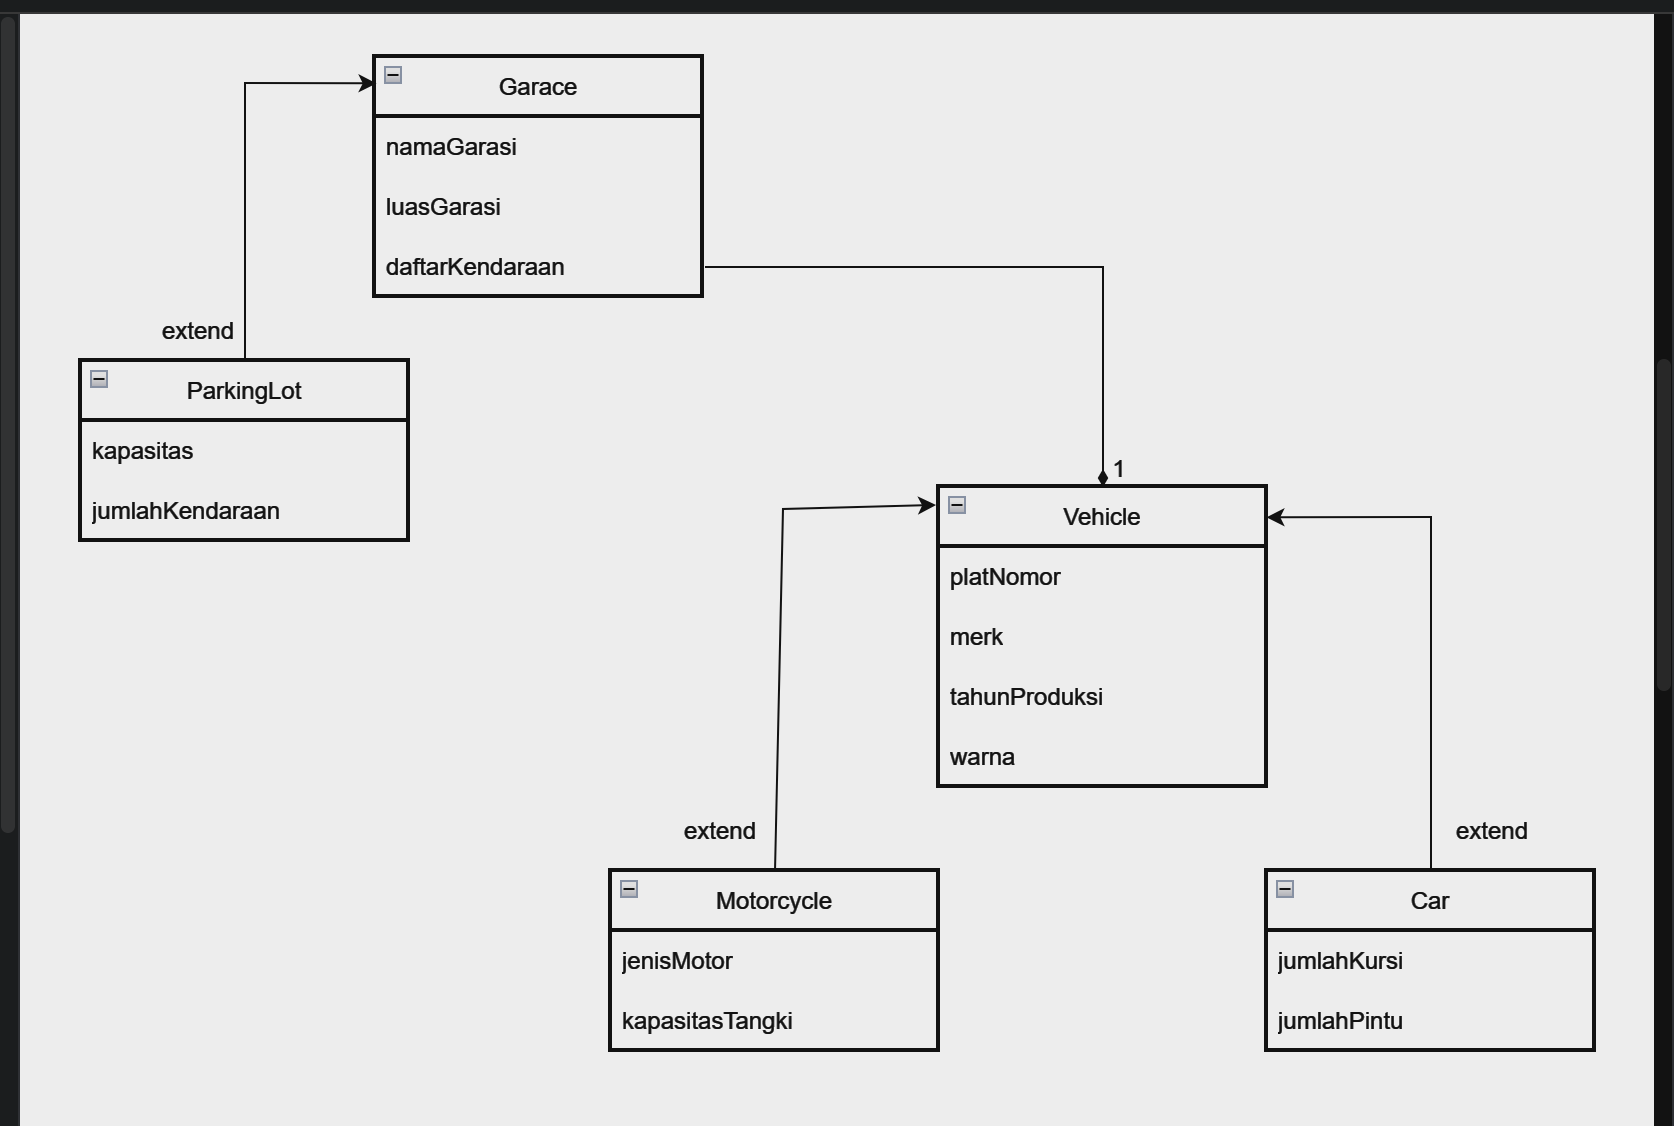 Garace
namaGarasi
luasGarasi
daftarKendaraan
extend
ParkingLot
kapasitas
jumlahKendaraan
1
Vehicle
platNomor
merk
tahunProduksi
warna
extend
extend
Motorcycle
jenisMotor
kapasitasTangki
Car
jumlahKursi
jumlahPintu